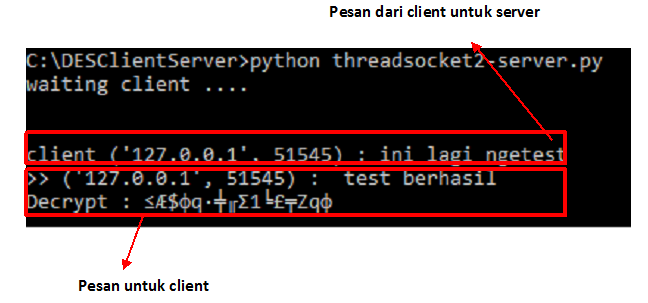 Pesan dari client untuk server
C:\DESClientServer>python threadsocket2-server.py
waiting client ....
client ('127.0.0.1', 51545) : ini lagi ngetest
>> ('127.0.0.1', 51545) :  test berhasil
Decrypt : ≤Æ$ϕq·╪╔Σ1╘£╤Zqϕ
Pesan untuk client